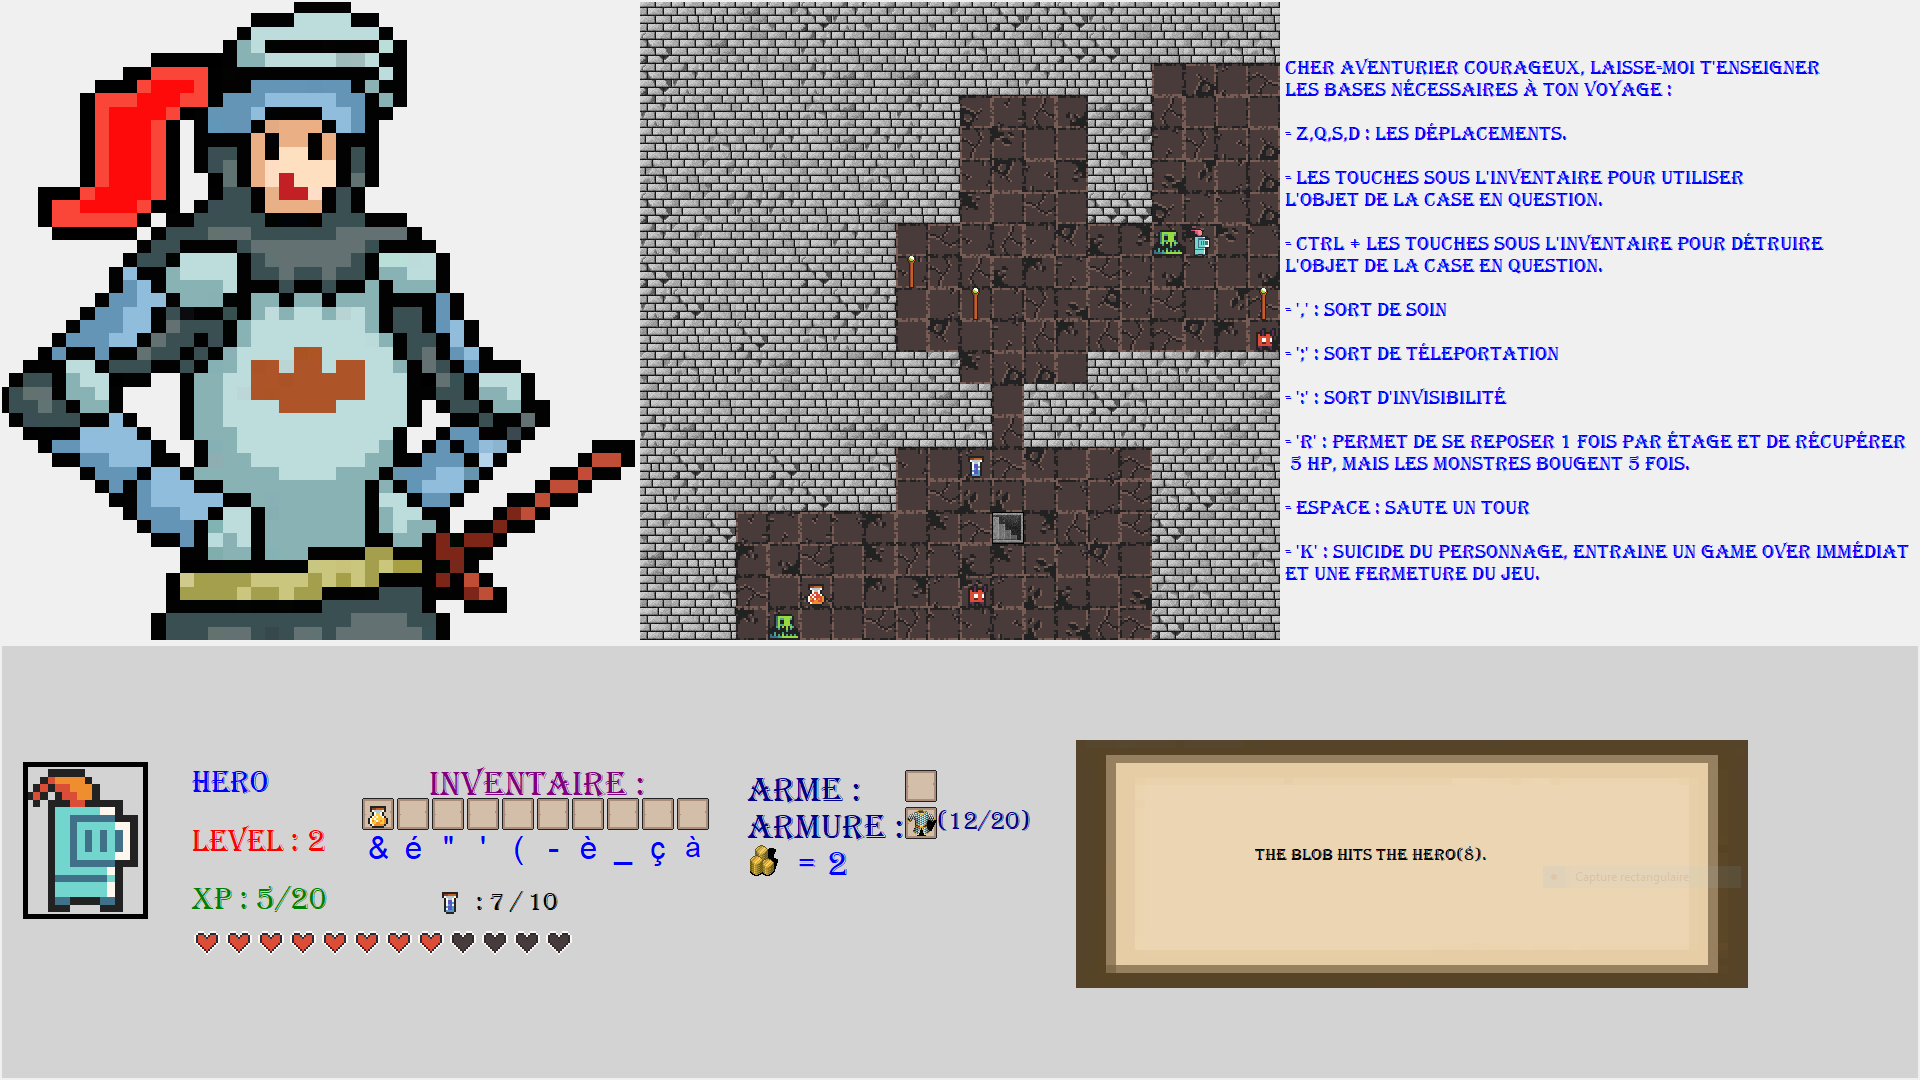 CHER AVENTURIER COURAGEUX, LAISSE-MOI T'ENSEIGNER
LES BASES NÉCESSAIRES À TON VOYAGE :
- Z,Q,S,D : LES DÉPLACEMENTS.
- LES TOUCHES SOUS L'INVENTAIRE POUR UTILISER
L'OBJET DE LA CASE EN QUESTION.
- CTRL + LES TOUCHES SOUS L'INVENTAIRE POUR DÉTRUIRE
L'OBJET DE LA CASE EN QUESTION.
- ',' : SORT DE SOIN
- ';' : SORT DE TÉLEPORTATION
- ':' : SORT D'INVISIBILITÉ
- 'R' : PERMET DE SE REPOSER 1 FOIS PAR ÉTAGE ET DE RÉCUPÉRER
5 HP, MAIS LES MONSTRES BOUGENT 5 FOIS.
- ESPACE : SAUTE UN TOUR
- 'K' : SUICIDE DU PERSONNAGE, ENTRAINE UN GAME OVER IMMÉDIAT
ET UNE FERMETURE DU JEU.
HERO
LEVEL : 2
XP : 5/20
INVENTAIRE :
& é " ' ( - è _ ç à
: 7 / 10
ARME :
ARMURE : (12/20)
= 2
THE BLOB HITS THE HERO(8).
Capture rectangulaire